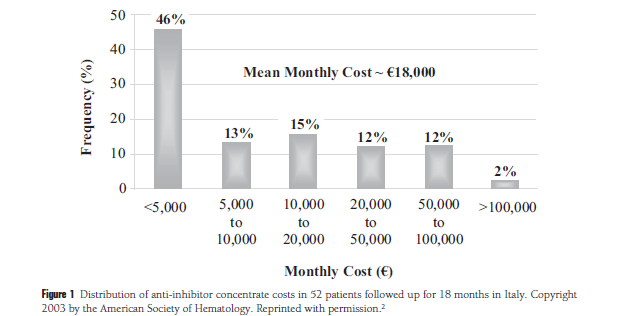 50
46%
40
Mean Monthly Cost ~ €18,000
30
20
15%
13%
12%
12%
10
2%
0
Frequency (%)
<5,000
5,000
to
10,000
10,000
to
20,000
20,000
to
50,000
50,000
to
100,000
>100,000
Monthly Cost (€)
Figure 1 Distribution of anti-inhibitor concentrate costs in 52 patients followed up for 18 months in Italy. Copyright
2003 by the American Society of Hematology. Reprinted with permission.²